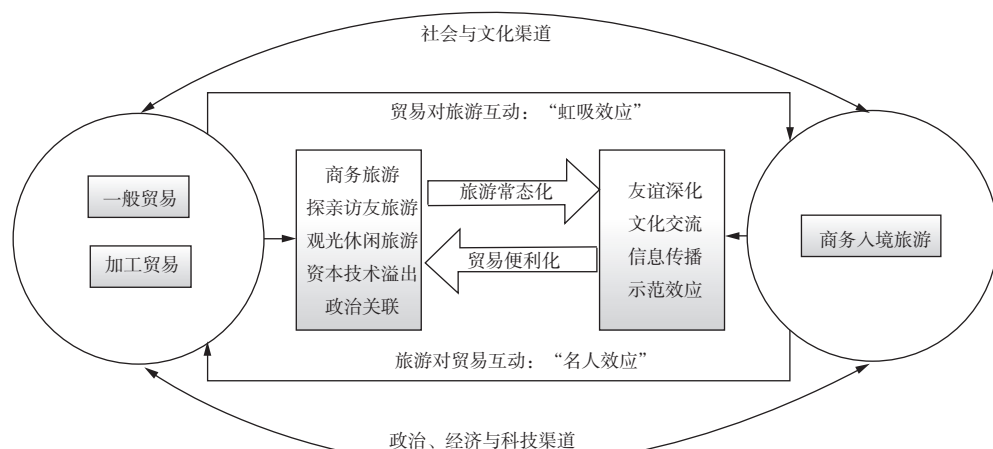 社会与文化渠道
贸易对旅游互动：“虹吸效应”
一般贸易
加工贸易
商务旅游
探亲访友旅游
观光休闲旅游
资本技术溢出
政治关联
旅游常态化
贸易便利化
友谊深化
文化交流
信息传播
示范效应
商务入境旅游
旅游对贸易互动：“名人效应”
政治、经济与科技渠道